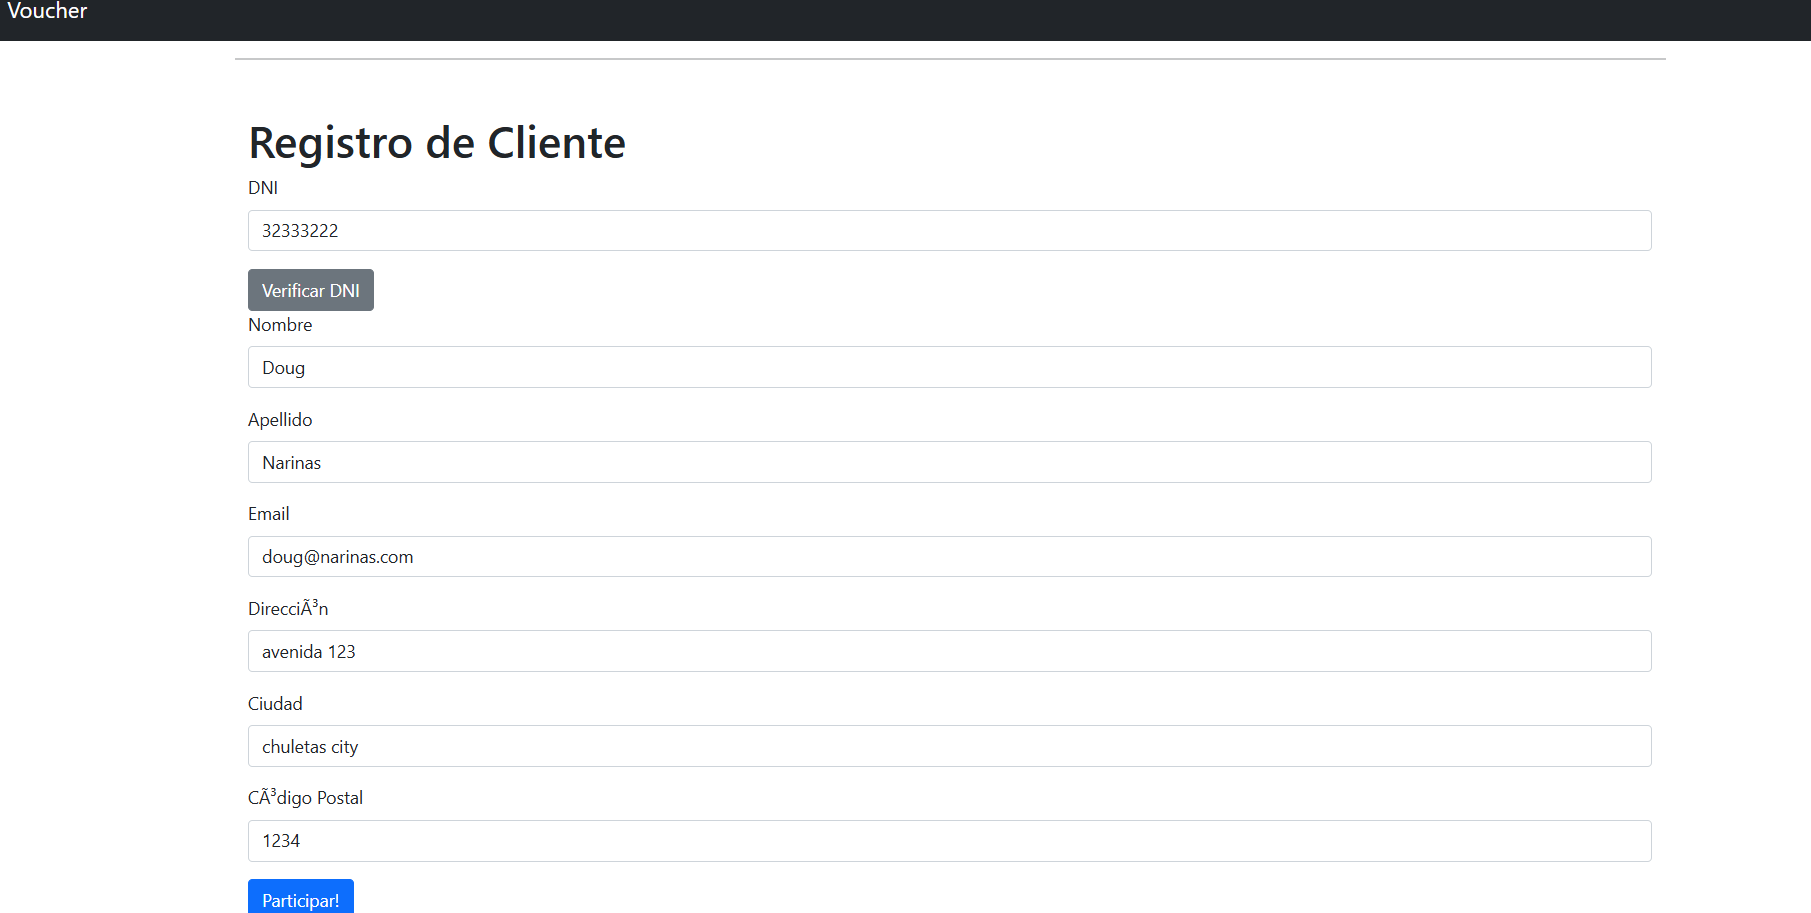 Voucher
Registro de Cliente
DNI
32333222
Verificar DNI
Nombre
Doug
Apellido
Narinas
Email
doug@narinas.com
DirecciÃ³n
avenida 123
Ciudad
chuletas city
CÃ³digo Postal
1234
Participar!